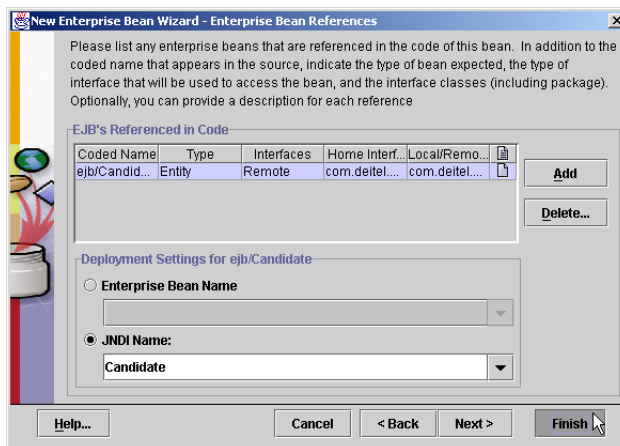 New Enterprise Bean Wizard - Enterprise Bean References
Please list any enterprise beans that are referenced in the code of this bean. In addition to the
coded name that appears in the source, indicate the type of bean expected, the type of
interface that will be used to access the bean, and the interface classes (including package).
Optionally, you can provide a description for each reference
EJB's Referenced in Code
Coded Name Type Interfaces Home Interf... Local/Remo...
ejb/Candid... Entity Remote com.deitel.... com.deitel....
Add
Delete...
Deployment Settings for ejb/Candidate
Enterprise Bean Name
JNDI Name:
Candidate
Help... Cancel < Back Next > Finish